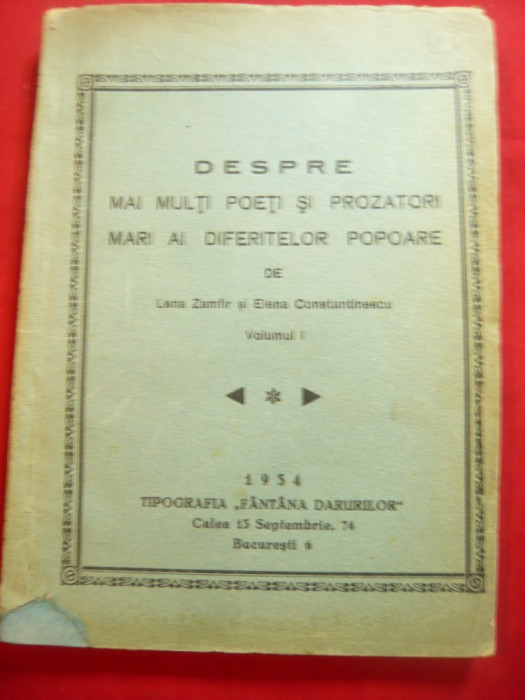 DESPRE
MAI MULŢI POEŢI ŞI PROZATORI
MARI AI DIFERITELOR POPOARE
DE
Lena Zamfir şi Elena Constantinescu
Volumul I
1934
TIPOGRAFIA „FÂNTÂNA DARURILOR“
Calea 13 Septembrie, 74
Bucureşti 6